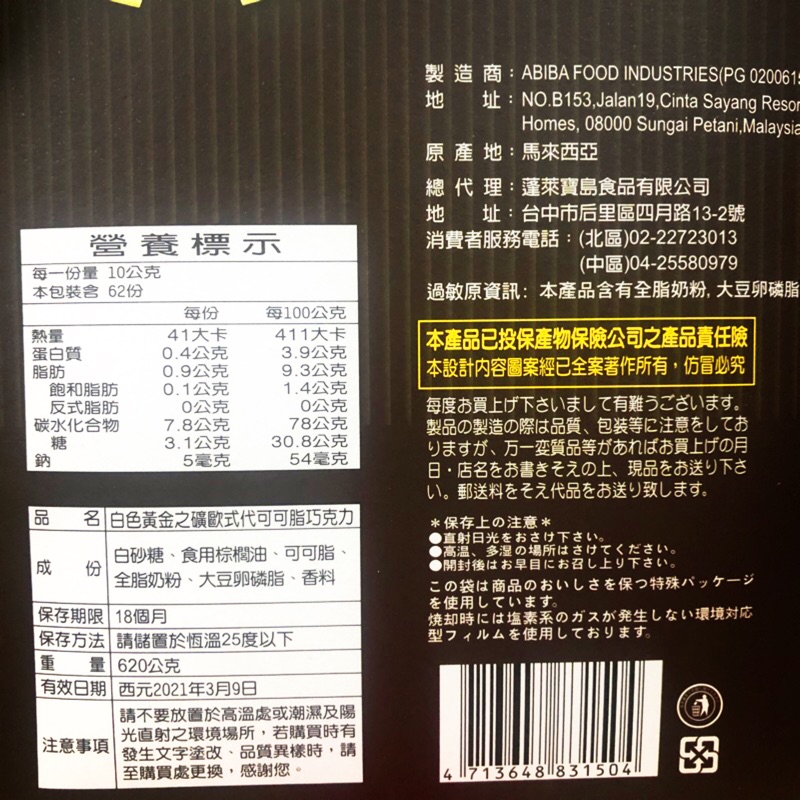 製造商：ABIBA FOOD INDUSTRIES(PG 020061
地　址：NO.B153,Jalan19,Cinta Sayang Resor
Homes, 08000 Sungai Petani,Malaysia
原產地：馬來西亞
總代理：蓬萊寶島食品有限公司
地　址：台中市后里區四月路13-2號
消費者服務電話：(北區)02-22723013
(中區)04-25580979
過敏原資訊：本產品含有全脂奶粉, 大豆卵磷脂
本產品已投保產物保險公司之產品責任險
本設計內容圖案經已全案著作所有，仿冒必究
每度お買上げ下さいまして有難うございます。
製品の製造の際は品質、包装等に注意をしてお
りますが、万一変質品等があればお買上げの月
日・店名をお書きそえの上、現品をお送り下さ
い。郵送料をそえ代品をお送り致します。
＊保存上の注意＊
●直射日光をおさけ下さい。
●高温、多湿の場所はさけてください。
●開封後はお早目にお召し上り下さい。
この袋は商品のおいしさを保つ特殊パッケージ
を使用しています。
焼却時には塩素系のガスが発生しない環境対応
型フィルムを使用しております。
4 713648 831504
營養標示
每一份量 10公克
本包裝含 62份
每份 每100公克
熱量 41大卡 411大卡
蛋白質 0.4公克 3.9公克
脂肪 0.9公克 9.3公克
飽和脂肪 0.1公克 1.4公克
反式脂肪 0公克 0公克
碳水化合物 7.8公克 78公克
糖 3.1公克 30.8公克
鈉 5毫克 54毫克
品名 白色黃金之礦歐式代可可脂巧克力
成份 白砂糖、食用棕櫚油、可可脂、
全脂奶粉、大豆卵磷脂、香料
保存期限 18個月
保存方法 請儲置於恆溫25度以下
重量 620公克
有效日期 西元2021年3月9日
注意事項 請不要放置於高溫處或潮濕及陽
光直射之環境場所，若購買時有
發生文字塗改、品質異樣時，請
至購買處更換，感謝您。